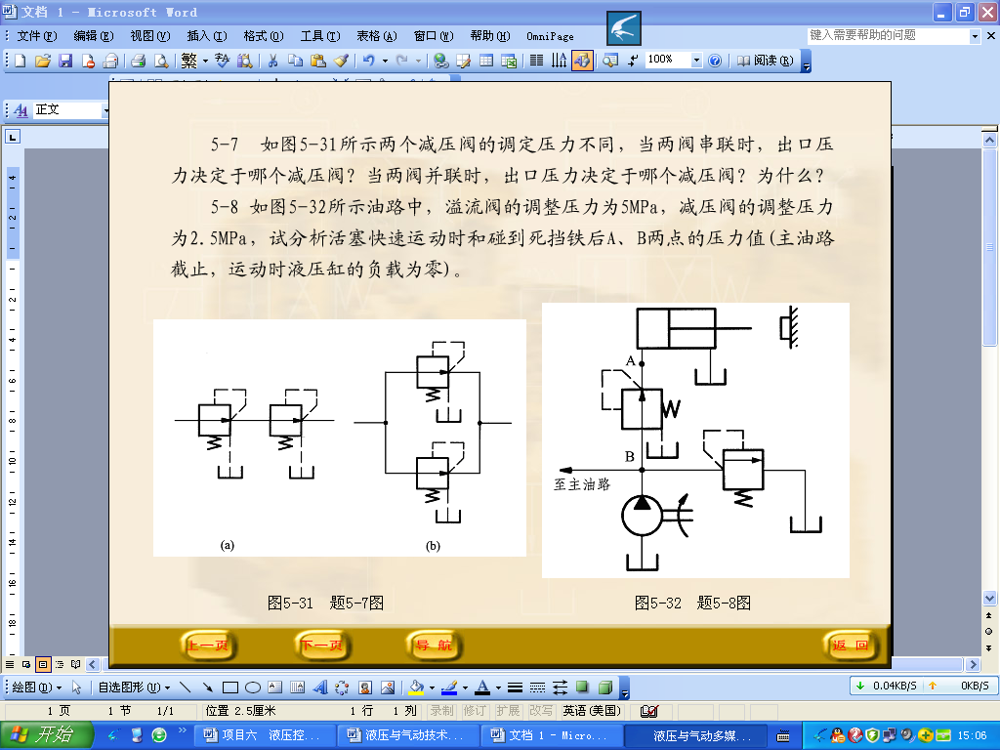 文档 1 - Microsoft Word
文件(F) 编辑(E) 视图(V) 插入(I) 格式(O) 工具(T) 表格(A) 窗口(W) 帮助(H) OmniPage 键入需要帮助的问题
繁 100% 阅读(R)
正文
5-7 如图5-31所示两个减压阀的调定压力不同，当两阀串联时，出口压
力决定于哪个减压阀？当两阀并联时，出口压力决定于哪个减压阀？为什么？
5-8 如图5-32所示油路中，溢流阀的调整压力为5MPa，减压阀的调整压力
为2.5MPa，试分析活塞快速运动时和碰到死挡铁后A、B两点的压力值(主油路
截止，运动时液压缸的负载为零)。
A
B
至主油路
(a) (b)
图5-31 题5-7图 图5-32 题5-8图
上一页 下一页 导航 返回
绘图(D) 自选图形(U) 0.04KB/S 0KB/S
1 页 1 节 1/1 位置 2.5厘米 1 行 1 列 录制 修订 扩展 改写 英语(美国)
开始 项目六 液压控... 液压与气动技术... 文档 1 - Micro... 液压与气动多媒... 15:06